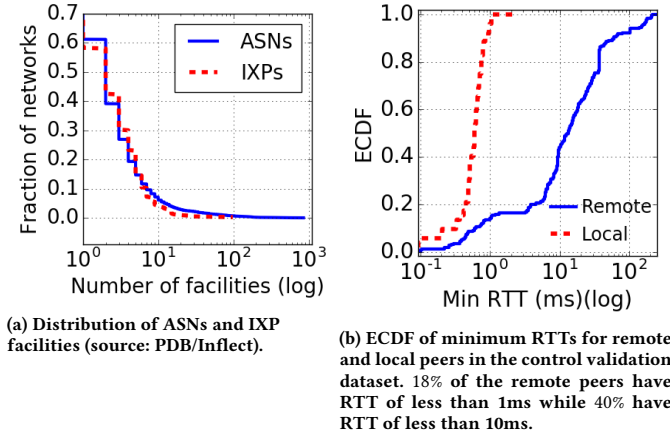 0.7
0.6
0.5
0.4
0.3
0.2
0.1
0.0
Fraction of networks
ASNs
IXPs
10^0
10^1
10^2
10^3
Number of facilities (log)
(a) Distribution of ASNs and IXP
facilities (source: PDB/Inflect).
1.0
0.8
0.6
0.4
0.2
0.0
ECDF
Remote
Local
10^-1
10^0
10^1
10^2
Min RTT (ms)(log)
(b) ECDF of minimum RTTs for remote
and local peers in the control validation
dataset. 18% of the remote peers have
RTT of less than 1ms while 40% have
RTT of less than 10ms.